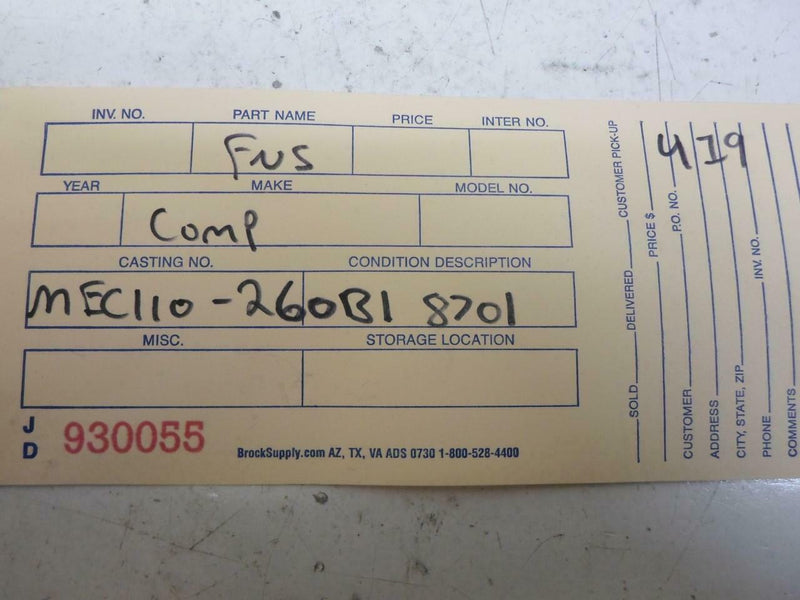 INV. NO. PART NAME PRICE INTER NO.
FNS
YEAR MAKE MODEL NO.
Comp
CASTING NO. CONDITION DESCRIPTION
MEC110-260B1 8701
MISC. STORAGE LOCATION
JD 930055
BrockSupply.com AZ, TX, VA ADS 0730 1-800-528-4400
SOLD DELIVERED CUSTOMER PICK-UP
PRICE $
CUSTOMER P.O. NO.
ADDRESS
CITY, STATE, ZIP
PHONE INV. NO.
COMMENTS
419